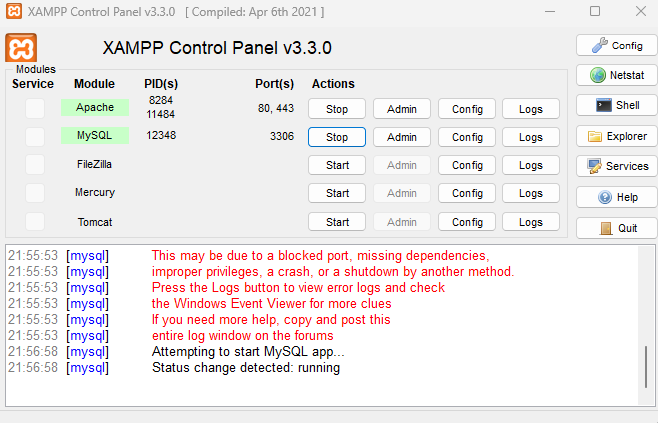 XAMPP Control Panel v3.3.0 [ Compiled: Apr 6th 2021 ]
XAMPP Control Panel v3.3.0
Config
Modules
Service Module PID(s) Port(s) Actions
Netstat
Apache 8284 11484 80, 443 Stop Admin Config Logs
Shell
MySQL 12348 3306 Stop Admin Config Logs
Explorer
FileZilla Start Admin Config Logs
Services
Mercury Start Admin Config Logs
Help
Tomcat Start Admin Config Logs
Quit
21:55:53 [mysql] This may be due to a blocked port, missing dependencies,
21:55:53 [mysql] improper privileges, a crash, or a shutdown by another method.
21:55:53 [mysql] Press the Logs button to view error logs and check
21:55:53 [mysql] the Windows Event Viewer for more clues
21:55:53 [mysql] If you need more help, copy and post this
21:55:53 [mysql] entire log window on the forums
21:56:58 [mysql] Attempting to start MySQL app...
21:56:58 [mysql] Status change detected: running